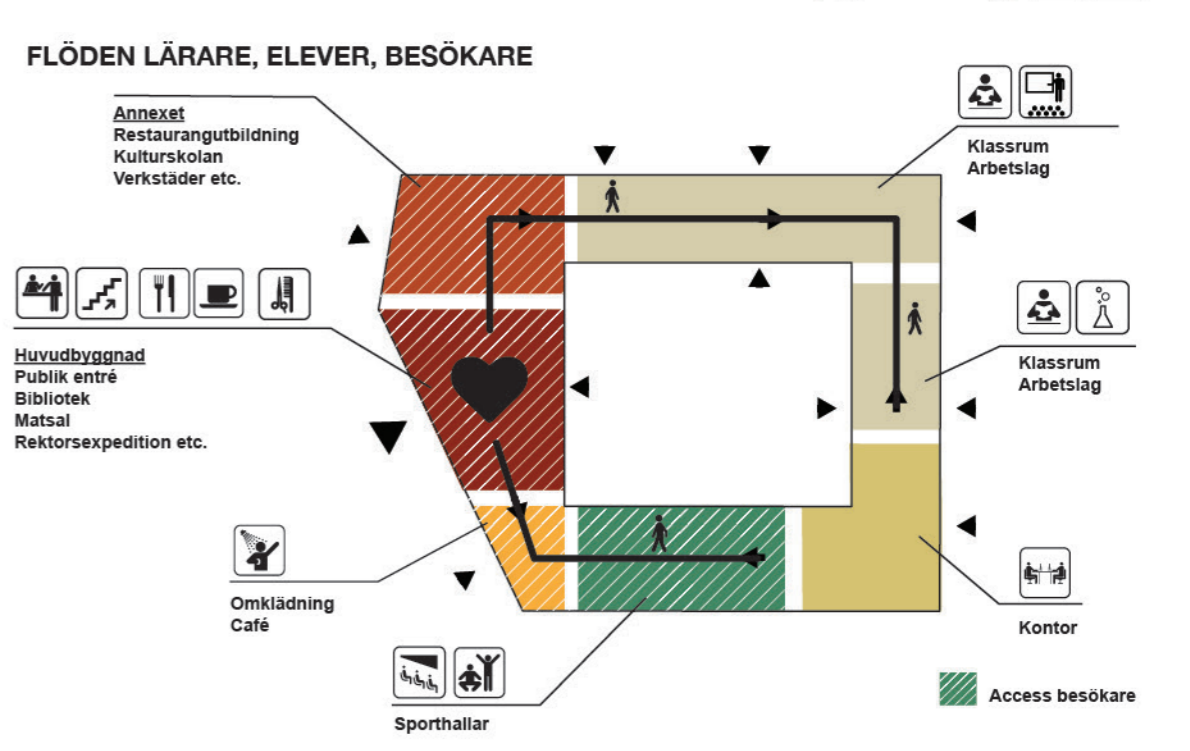 FLÖDEN LÄRARE, ELEVER, BESÖKARE
Annexet
Restaurangutbildning
Kulturskolan
Verkstäder etc.
Klassrum
Arbetslag
Huvudbyggnad
Publik entré
Bibliotek
Matsal
Rektorsexpedition etc.
Klassrum
Arbetslag
Omklädning
Café
Kontor
Sporthallar
Access besökare